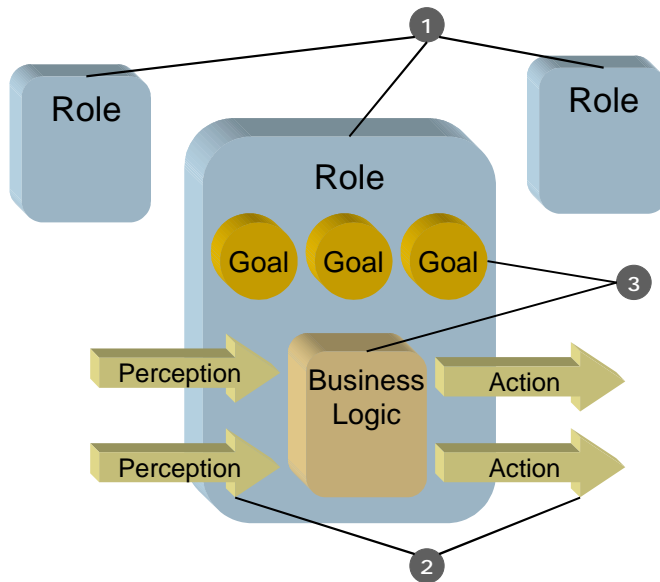 1
Role
Role
Role
Goal
Goal
Goal
3
Perception
Business
Logic
Action
Perception
Action
2